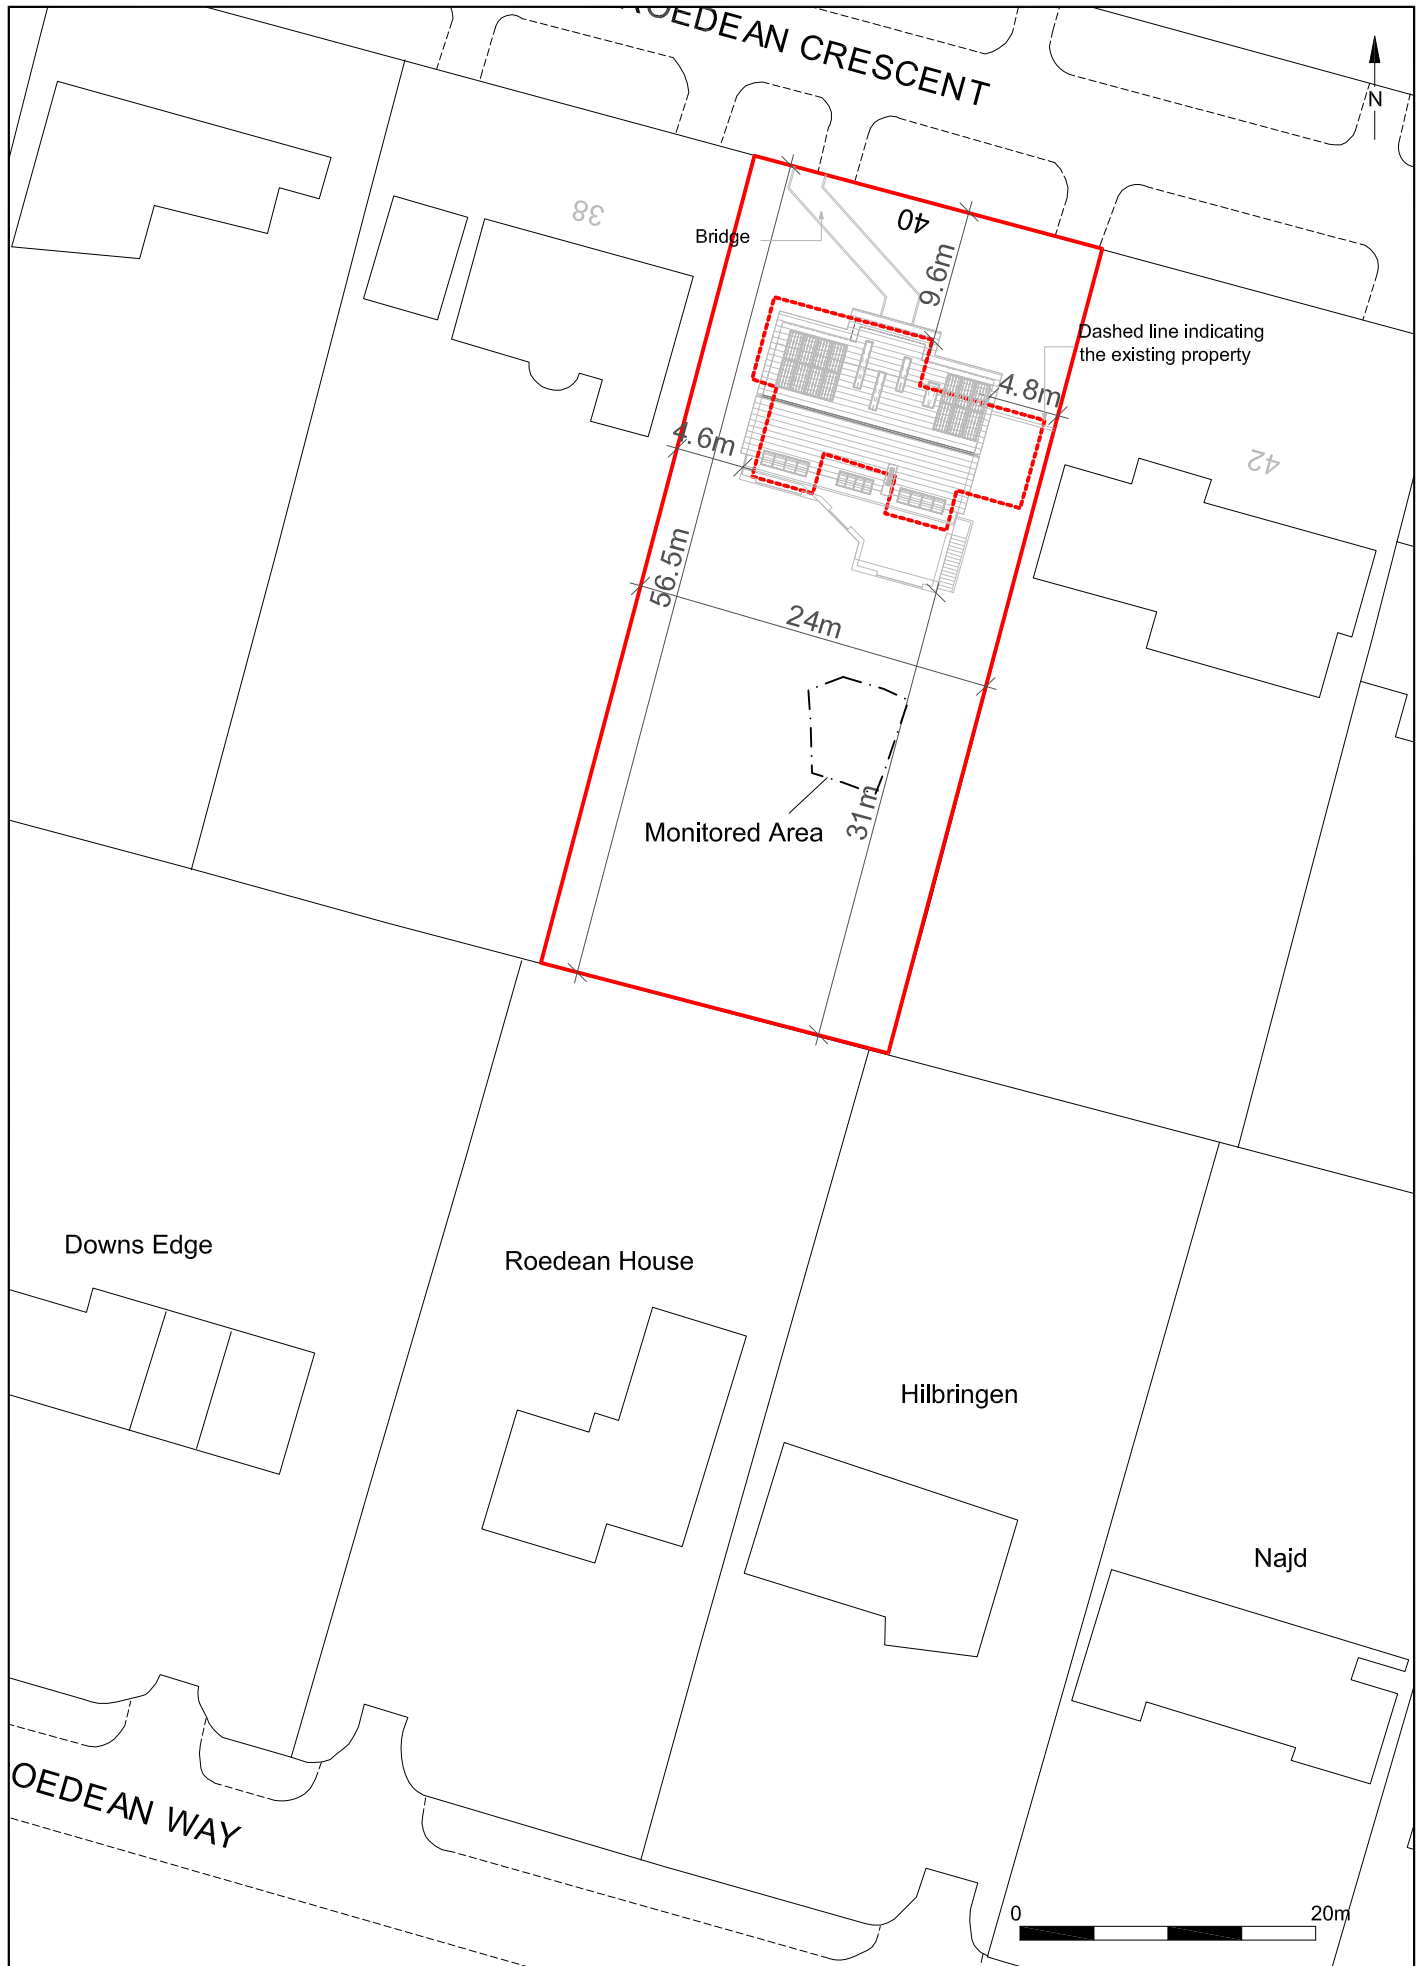 ROEDEAN CRESCENT
N
38
40
Bridge
9.6m
Dashed line indicating
the existing property
4.8m
4.6m
42
56.5m
24m
31m
Monitored Area
Downs Edge
Roedean House
Hilbringen
Najd
OEDEAN WAY
0 20m